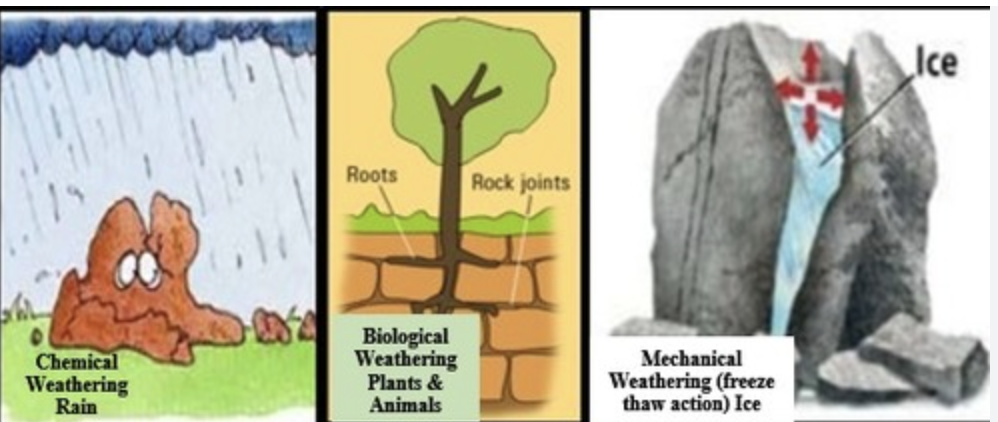 Chemical
Weathering
Rain
Roots
Rock joints
Biological
Weathering
Plants &
Animals
Ice
Mechanical
Weathering (freeze
thaw action) Ice